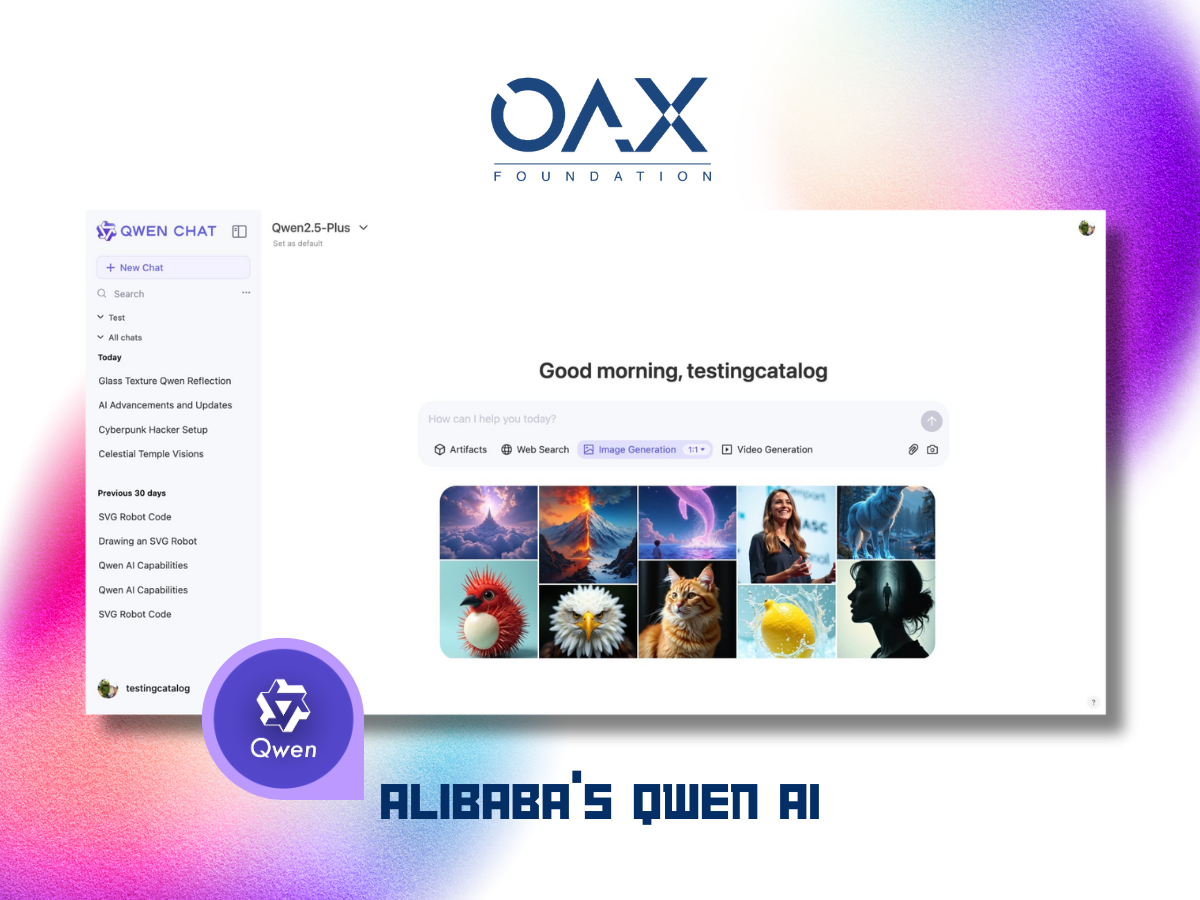 OAX
FOUNDATION
QWEN CHAT
+ New Chat
Search
Test
All chats
Today
Glass Texture Qwen Reflection
AI Advancements and Updates
Cyberpunk Hacker Setup
Celestial Temple Visions
Previous 30 days
SVG Robot Code
Drawing an SVG Robot
Qwen AI Capabilities
Qwen AI Capabilities
SVG Robot Code
testingcatalog
Qwen2.5-Plus
Set as default
Good morning, testingcatalog
How can I help you today?
Artifacts Web Search Image Generation 1:1 Video Generation
ASC
?
Qwen
ALIBABA'S QWEN AI